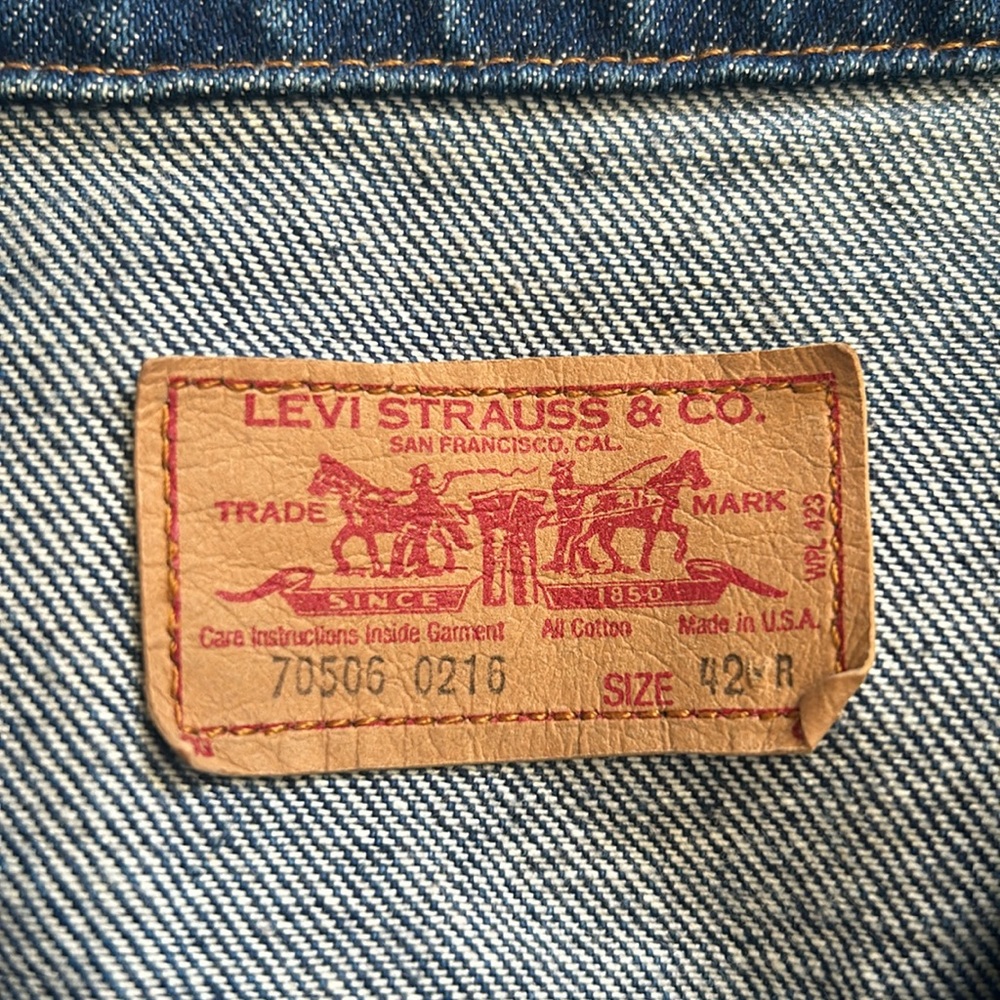 LEVI STRAUSS & CO.
SAN FRANCISCO, CAL.
TRADE MARK
WPL 423
SINCE 1850
Care Instructions Inside Garment All Cotton Made in U.S.A.
70506 0216 SIZE 42 R